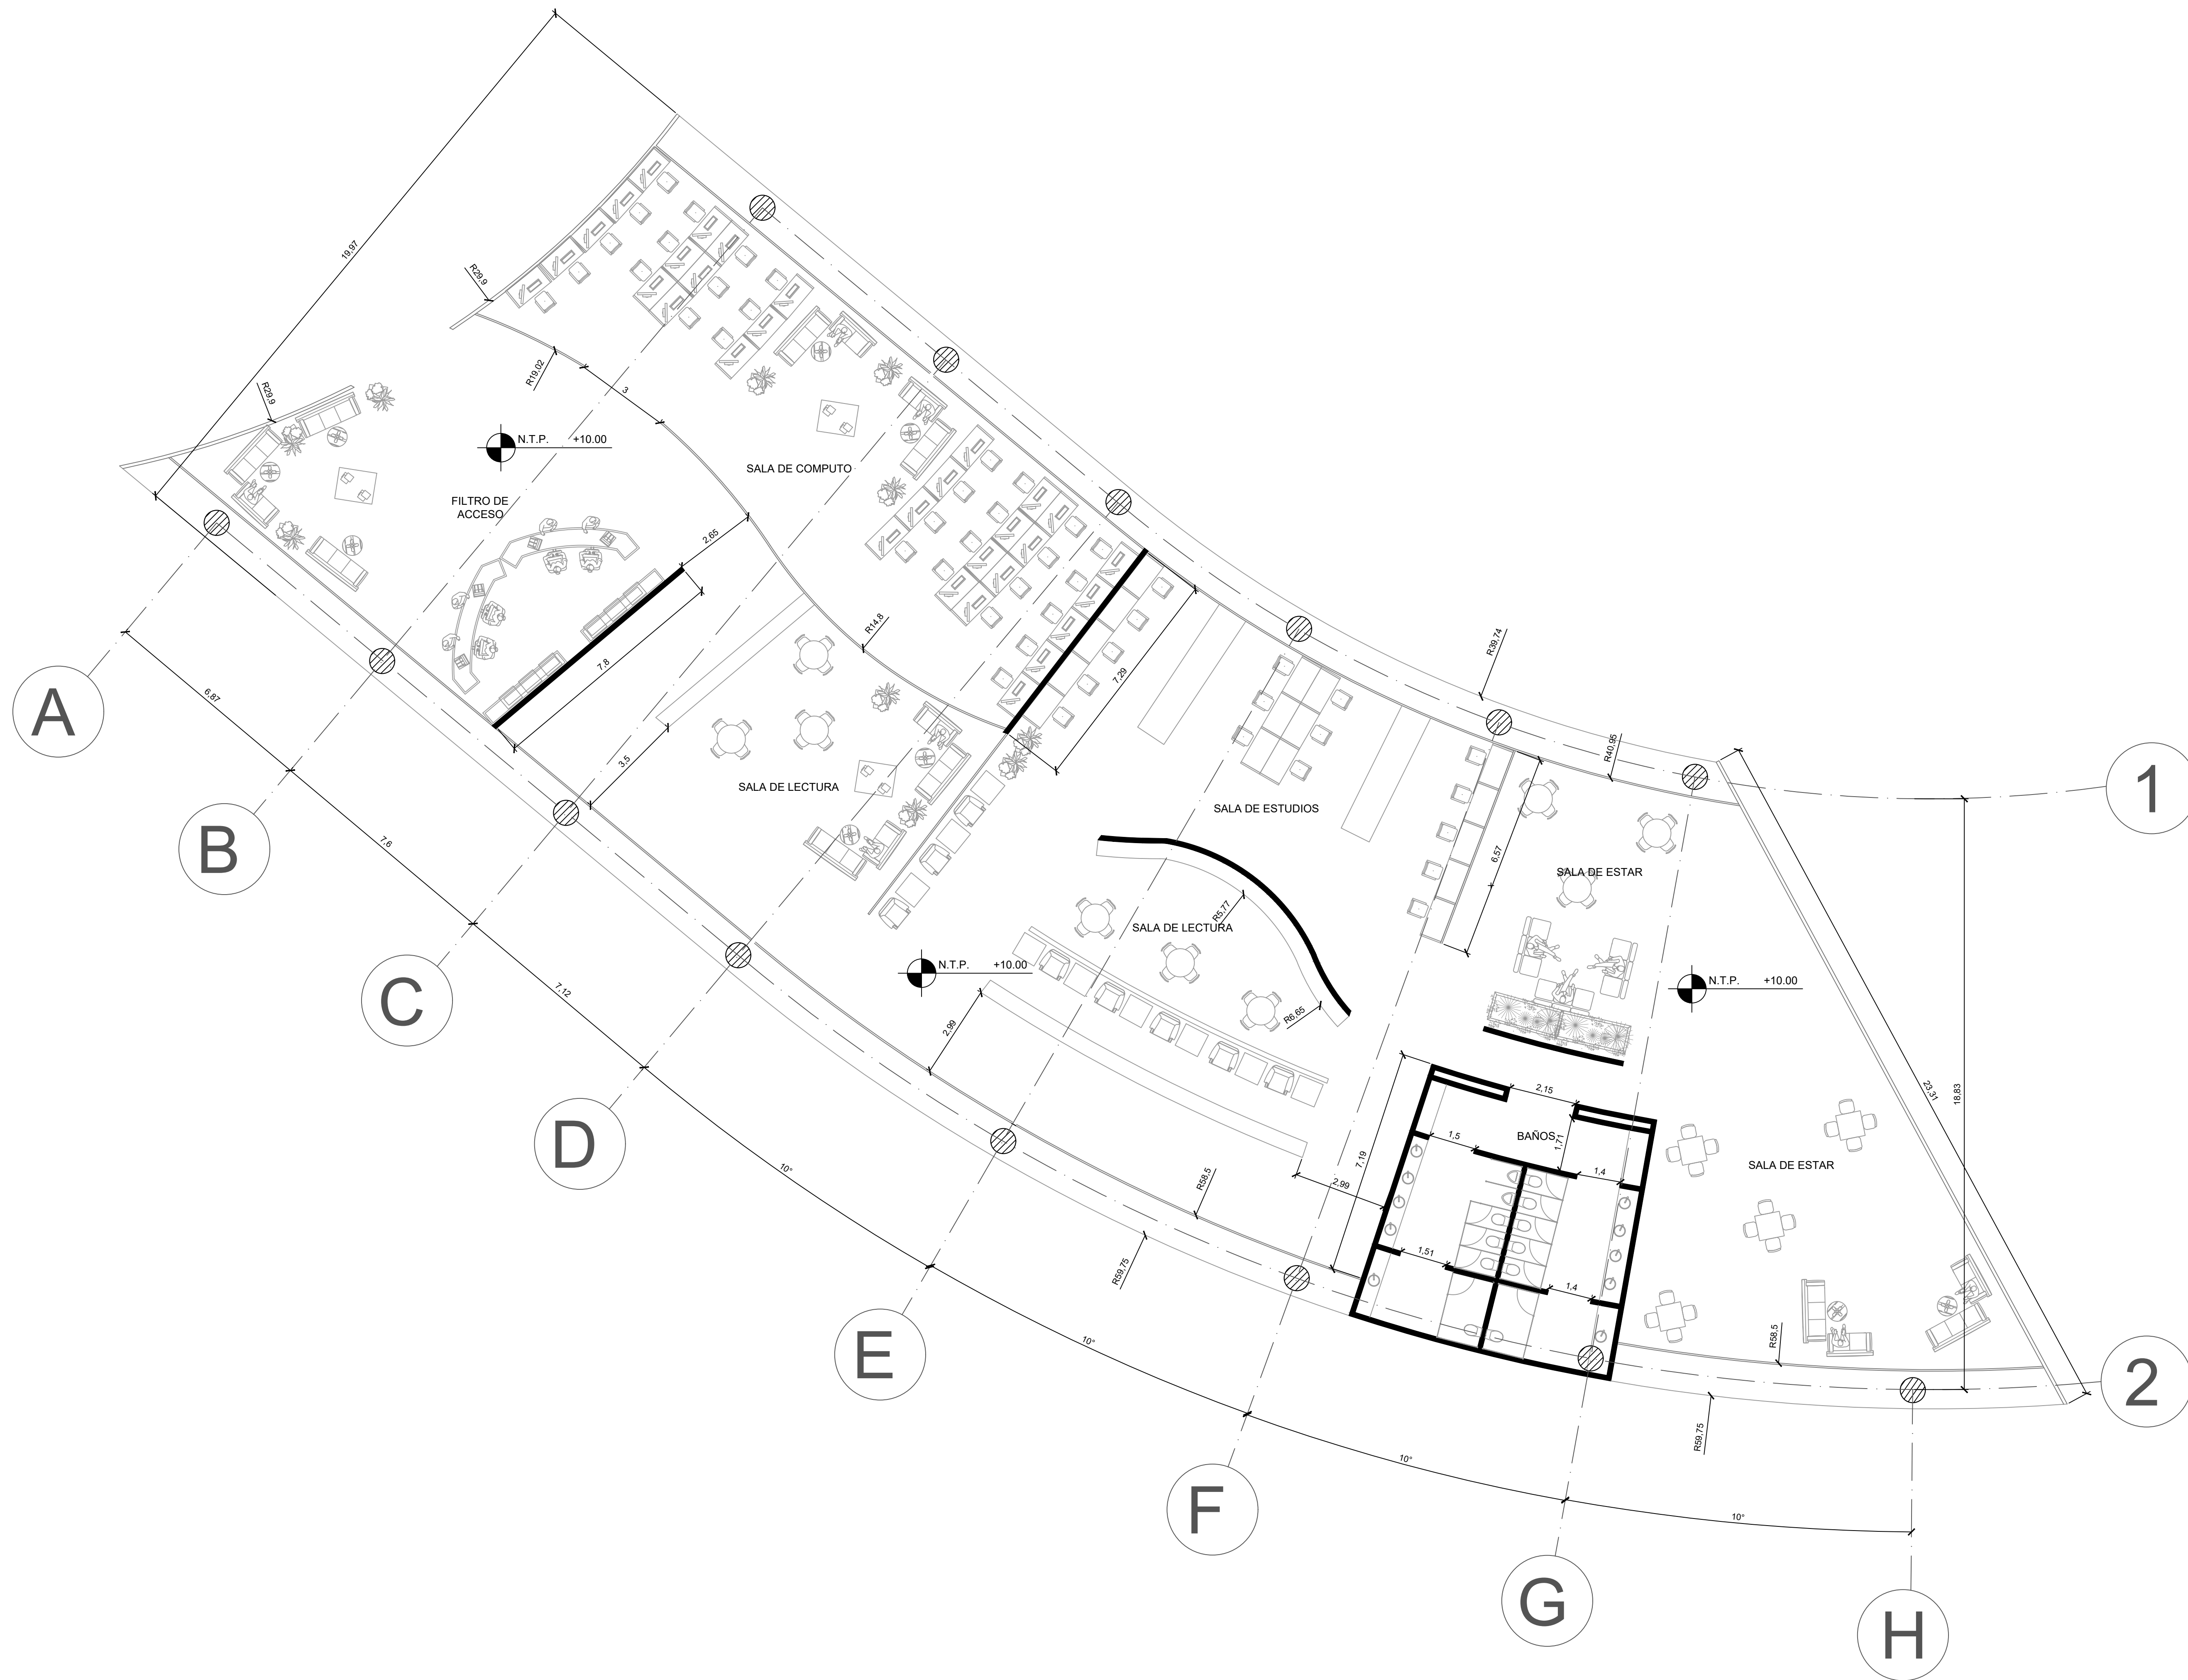 19,97
R29,9
R19,02
3
R29,9
N.T.P. +10.00
SALA DE COMPUTO
FILTRO DE
ACCESO
2,65
7,8
R14,8
7,29
3,5
R39,74
R40,95
SALA DE LECTURA
SALA DE ESTUDIOS
6,57
SALA DE ESTAR
R5,77
SALA DE LECTURA
N.T.P. +10.00
N.T.P. +10.00
R6,65
2,99
2,15
BAÑOS
1,71
1,5
1,4
7,19
2,99
1,51
1,4
SALA DE ESTAR
23,31
18,83
R58,5
R59,75
R58,5
R59,75
6,87
7,6
7,12
10°
10°
10°
10°
A
B
C
D
E
F
G
H
1
2